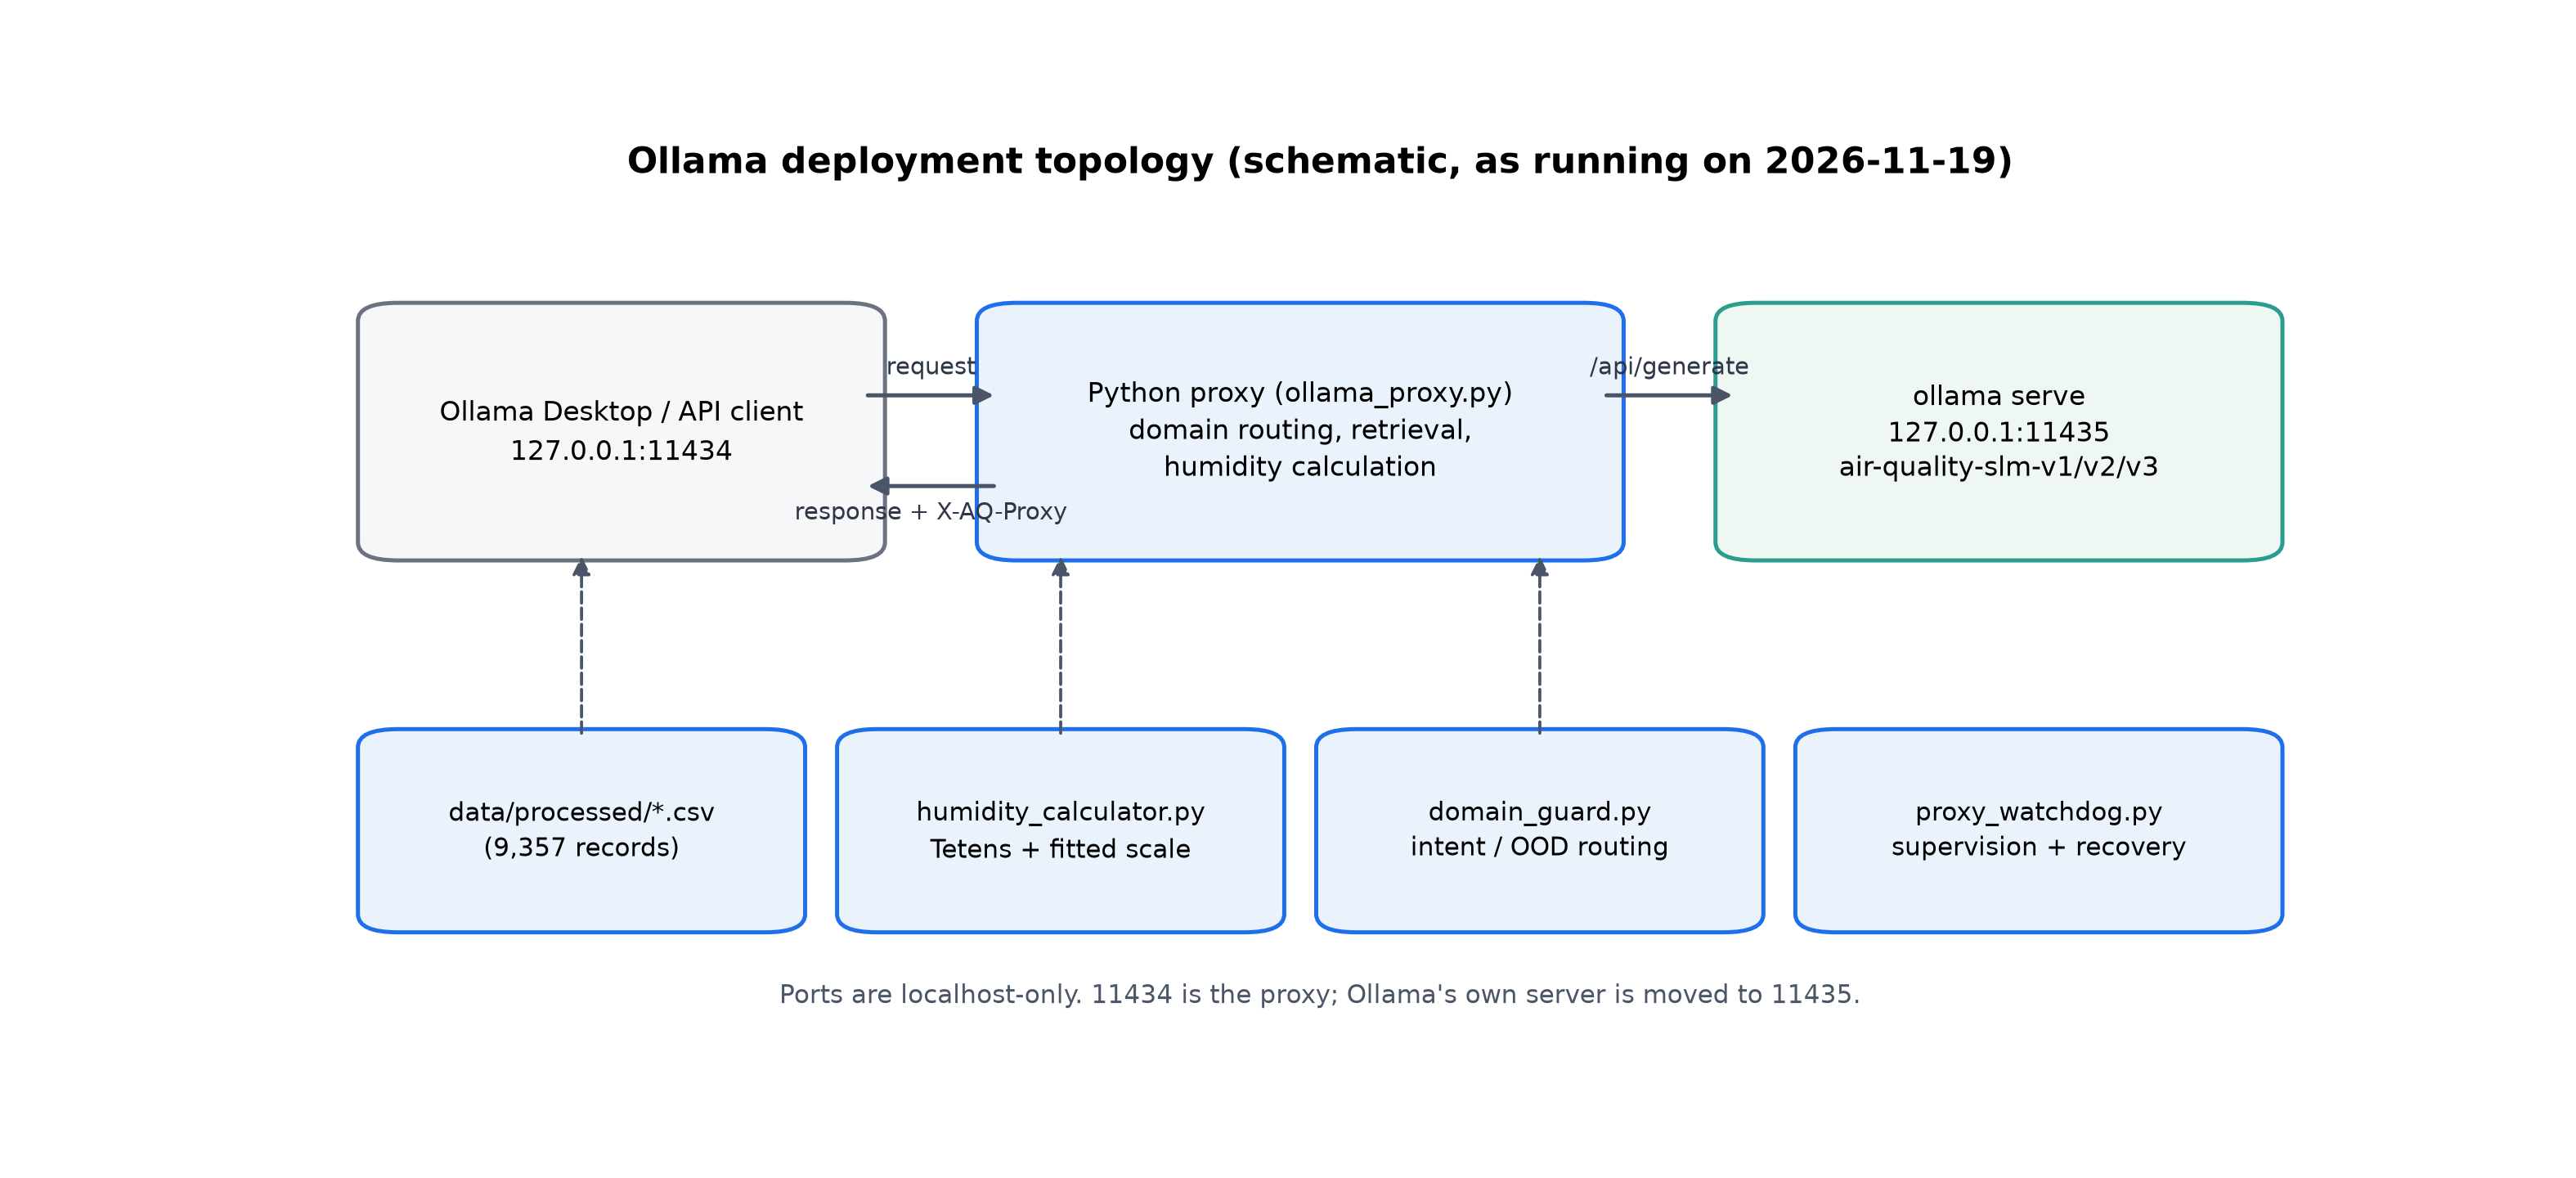 Ollama deployment topology (schematic, as running on 2026-11-19)
Ollama Desktop / API client
127.0.0.1:11434
request
response + X-AQ-Proxy
Python proxy (ollama_proxy.py)
domain routing, retrieval,
humidity calculation
/api/generate
ollama serve
127.0.0.1:11435
air-quality-slm-v1/v2/v3
data/processed/*.csv
(9,357 records)
humidity_calculator.py
Tetens + fitted scale
domain_guard.py
intent / OOD routing
proxy_watchdog.py
supervision + recovery
Ports are localhost-only. 11434 is the proxy; Ollama's own server is moved to 11435.